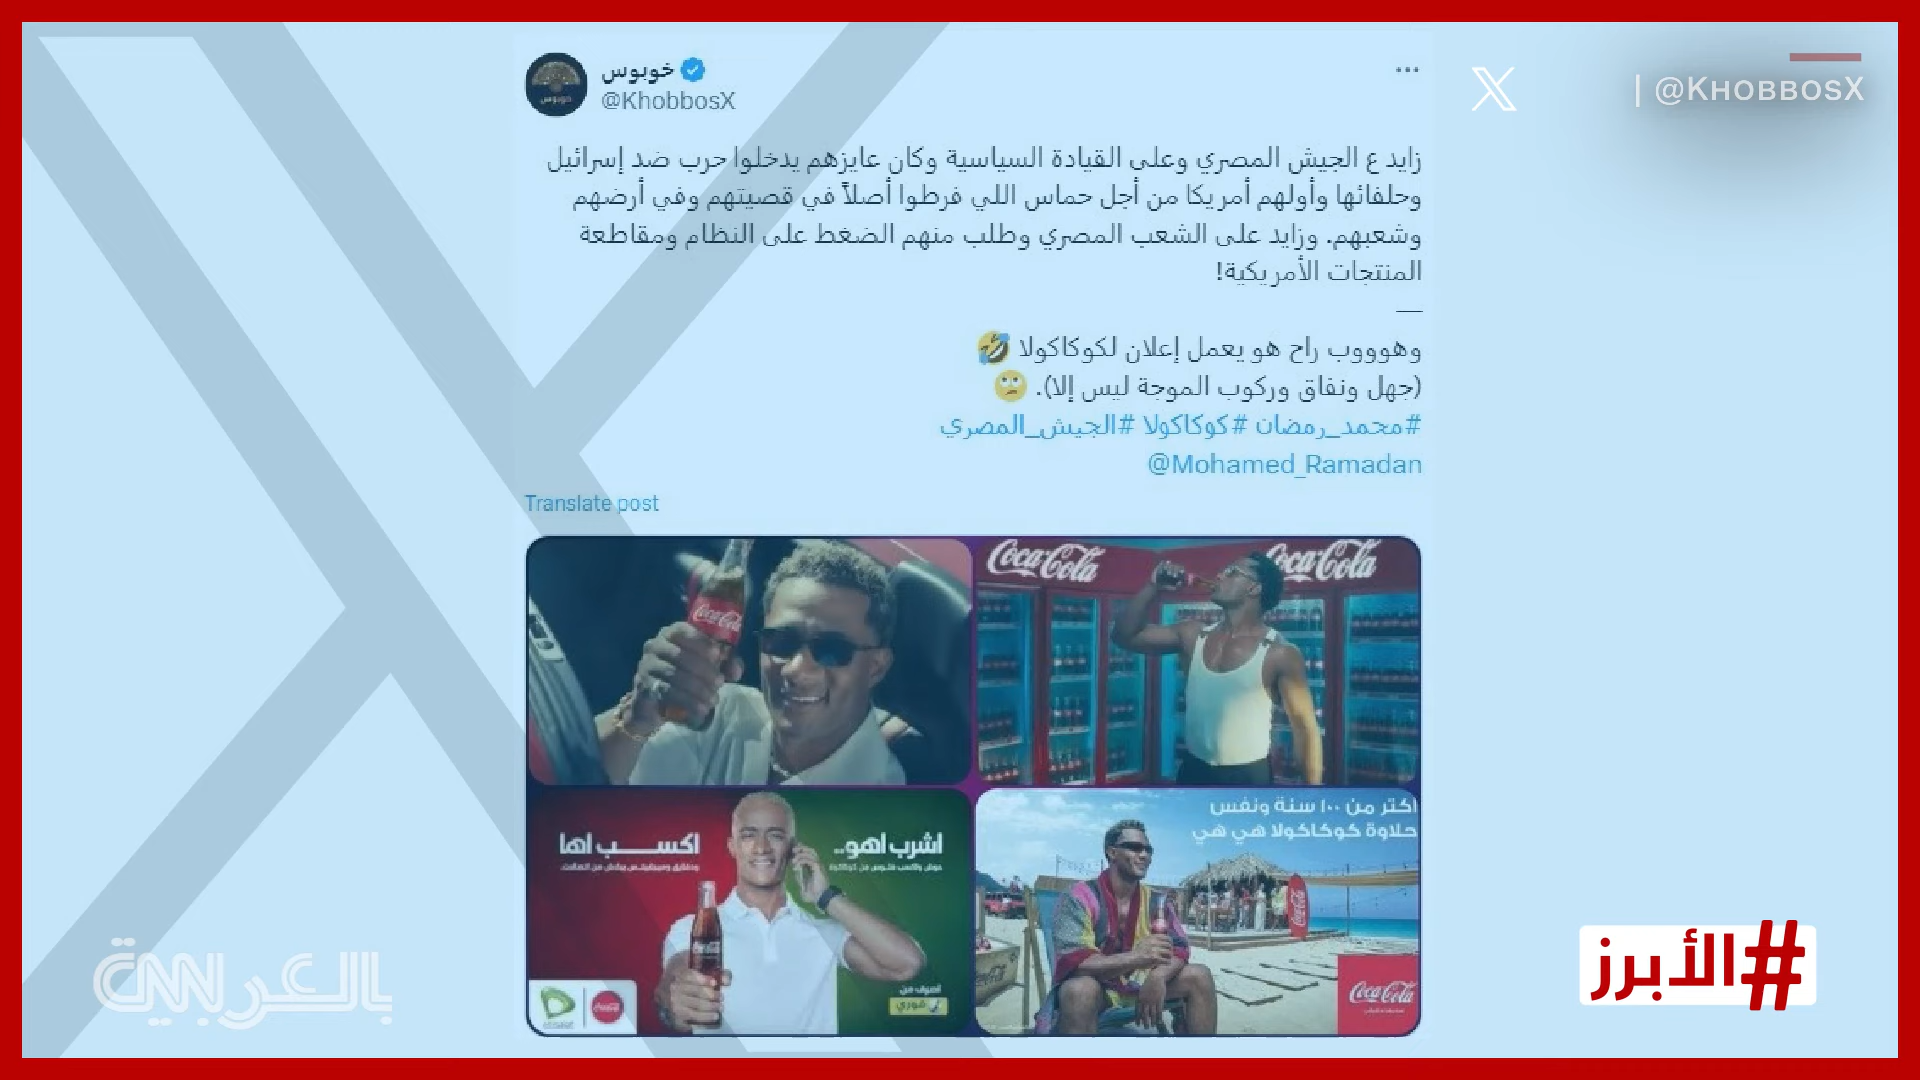 خوبوس
@KhobbosX
| @KHOBBOSX
زايد ع الجيش المصري وعلى القيادة السياسية وكان عايزهم يدخلوا حرب ضد إسرائيل
وحلفائها وأولهم أمريكا من أجل حماس اللي فرطوا أصلاً في قضيتهم وفي أرضهم
وشعبهم. وزايد على الشعب المصري وطلب منهم الضغط على النظام ومقاطعة
المنتجات الأمريكية!
—
وهوووب راح هو يعمل إعلان لكوكاكولا 🤣
(جهل ونفاق وركوب الموجة ليس إلا). 🙄
#محمد_رمضان #كوكاكولا #الجيش_المصري
@Mohamed_Ramadan
Translate post
Coca-Cola
Coca-Cola
Coca-Cola
اشرب اهو..
اكسب اها
فوري
أكتر من ١٠٠ سنة ونفس
حلاوة كوكاكولا هي هي
Coca-Cola
#الأبرز
CNN بالعربية